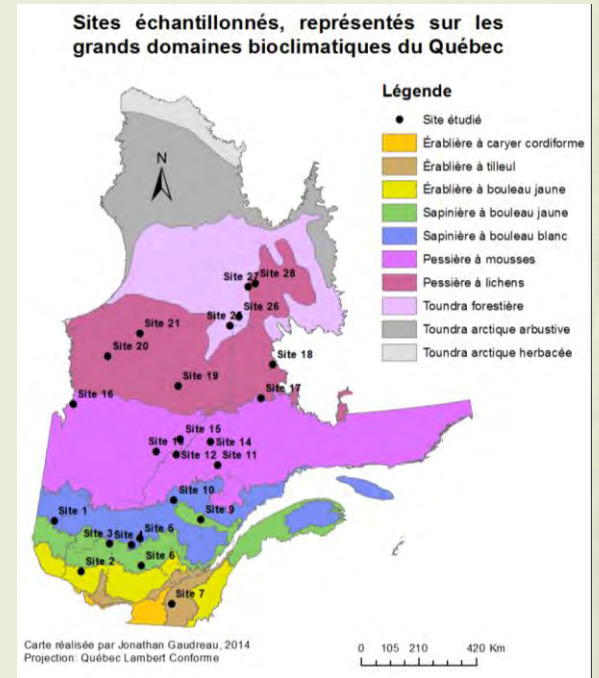 Sites échantillonnés, représentés sur les
grands domaines bioclimatiques du Québec
Légende
Site étudié
Érablière à caryer cordiforme
Érablière à tilleul
Érablière à bouleau jaune
Sapinière à bouleau jaune
Sapinière à bouleau blanc
Pessière à mousses
Pessière à lichens
Toundra forestière
Toundra arctique arbustive
Toundra arctique herbacée
N
Site 27
Site 28
Site 26
Site
Site 21
Site 20
Site 18
Site 19
Site 17
Site 16
Site 15
Site
Site 14
Site 12
Site 11
Site 10
Site 9
Site 1
Site 3
Site
Site 5
Site 2
Site 6
Site 7
Carte réalisée par Jonathan Gaudreau, 2014
Projection: Québec Lambert Conforme
0 105 210 420 Km